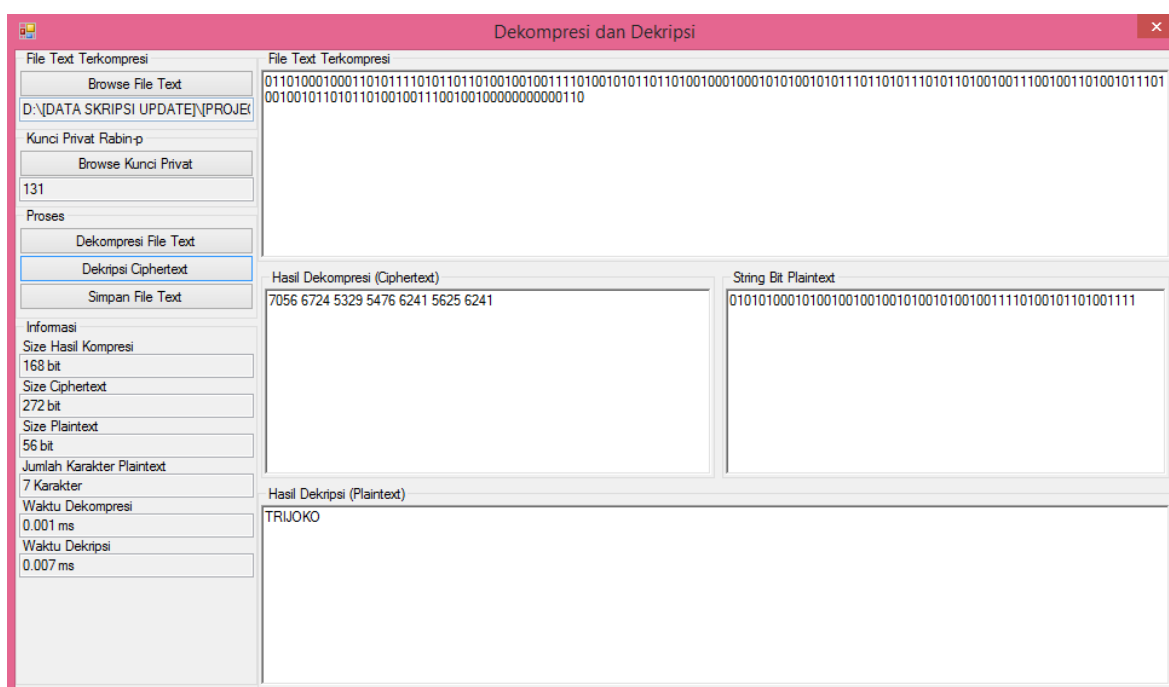 Dekompresi dan Dekripsi
File Text Terkompresi
Browse File Text
D:\[DATA SKRIPSI UPDATE]\[PROJE(
Kunci Privat Rabin-p
Browse Kunci Privat
131
Proses
Dekompresi File Text
Dekripsi Ciphertext
Simpan File Text
Informasi
Size Hasil Kompresi
168 bit
Size Ciphertext
272 bit
Size Plaintext
56 bit
Jumlah Karakter Plaintext
7 Karakter
Waktu Dekompresi
0.001 ms
Waktu Dekripsi
0.007 ms
File Text Terkompresi
Hasil Dekompresi (Ciphertext)
7056 6724 5329 5476 6241 5625 6241
String Bit Plaintext
01010100010100100100100101001010010011110100101101001111
Hasil Dekripsi (Plaintext)
TRIJOKO